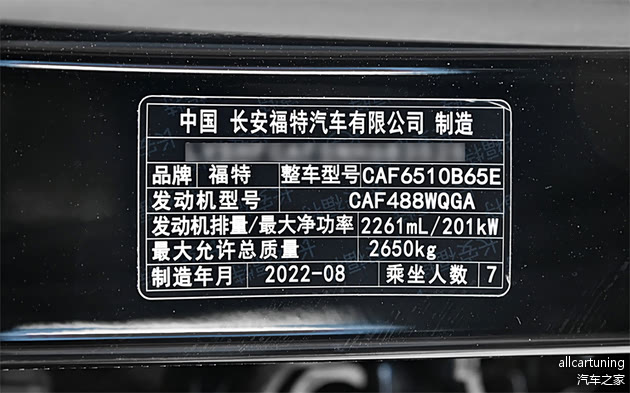 中国 长安福特汽车有限公司 制造
品牌 福特 整车型号 CAF6510B65E
发动机型号 CAF488WQGA
发动机排量/最大净功率 2261mL/201kW
最大允许总质量 2650kg
制造年月 2022-08 乘坐人数 7
allcartuning
汽车之家